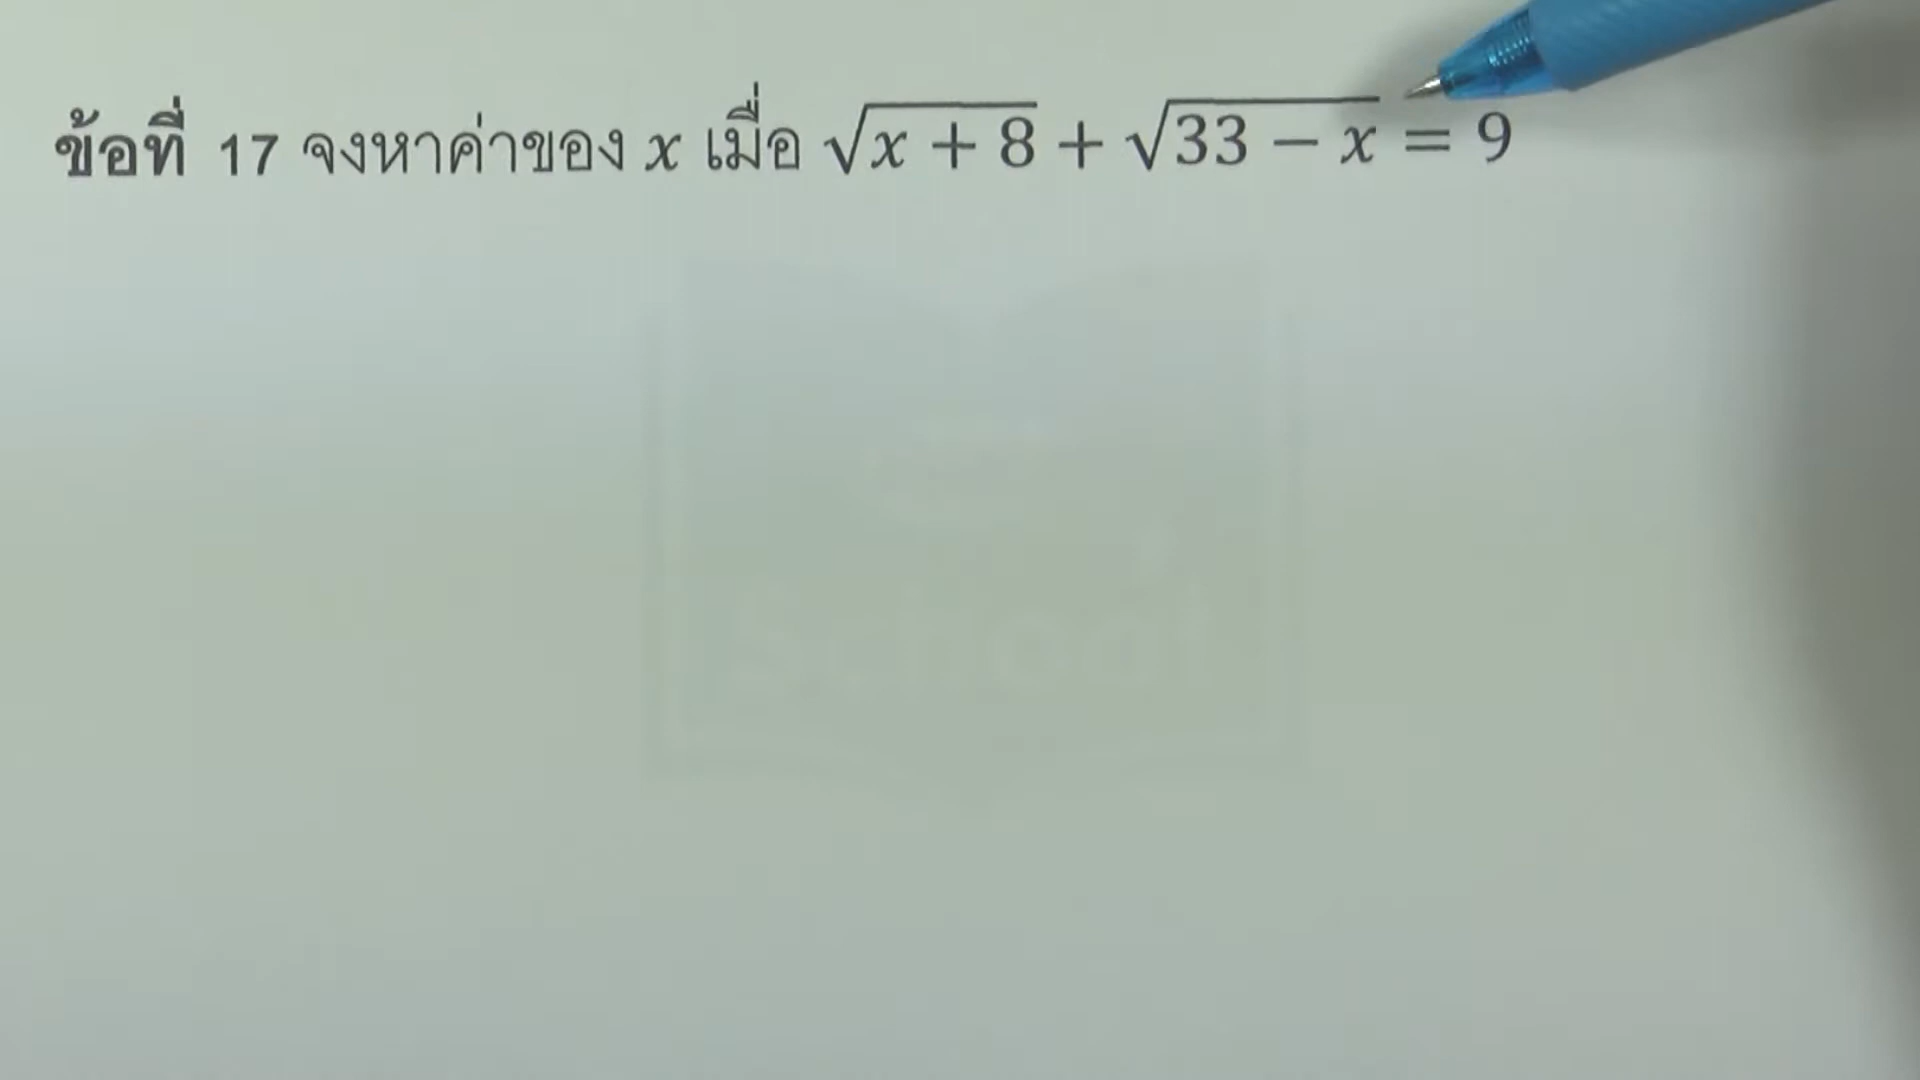 ข้อที่ 17 จงหาค่าของ x เมื่อ √(x + 8) + √(33 − x) = 9